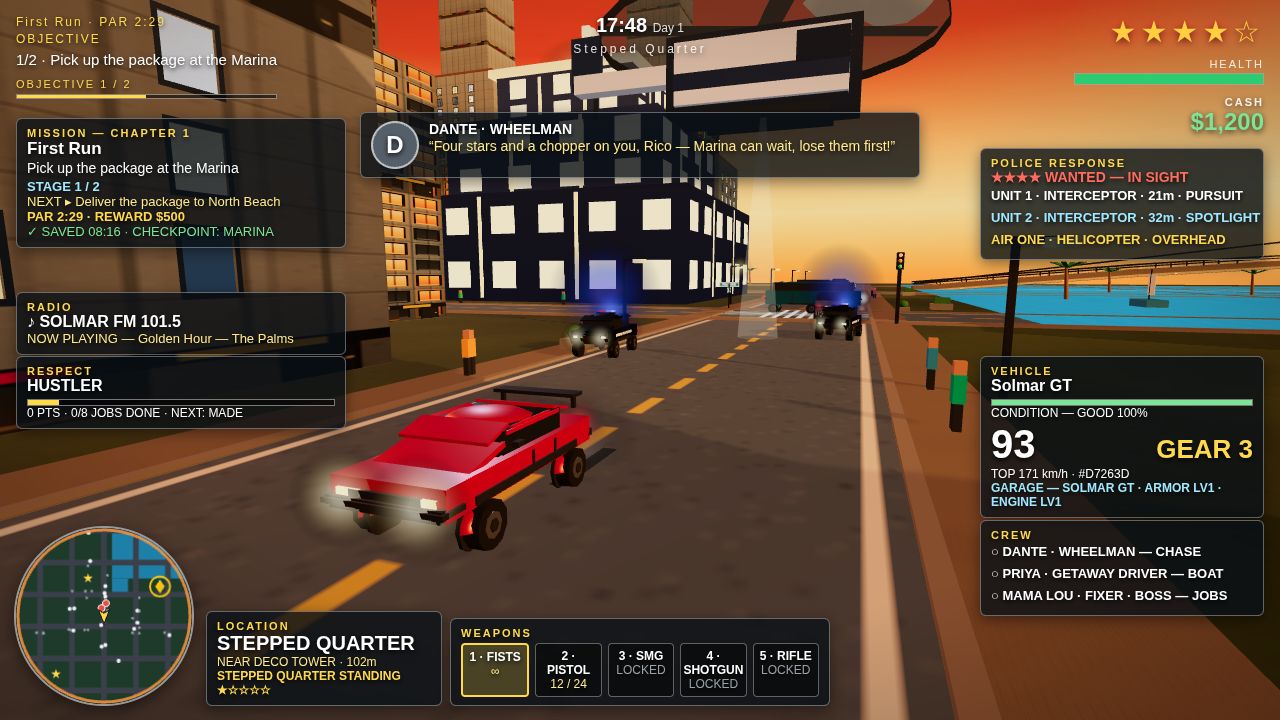 First Run · PAR 2:29
OBJECTIVE
1/2 · Pick up the package at the Marina
OBJECTIVE 1 / 2
17:48 Day 1
Stepped Quarter
★★★★☆
HEALTH
CASH
$1,200
MISSION — CHAPTER 1
First Run
Pick up the package at the Marina
STAGE 1 / 2
NEXT ▸ Deliver the package to North Beach
PAR 2:29 · REWARD $500
✓ SAVED 08:16 · CHECKPOINT: MARINA
D
DANTE · WHEELMAN
“Four stars and a chopper on you, Rico — Marina can wait, lose them first!”
POLICE RESPONSE
★★★★ WANTED — IN SIGHT
UNIT 1 · INTERCEPTOR · 21m · PURSUIT
UNIT 2 · INTERCEPTOR · 32m · SPOTLIGHT
AIR ONE · HELICOPTER · OVERHEAD
RADIO
♪ SOLMAR FM 101.5
NOW PLAYING — Golden Hour — The Palms
RESPECT
HUSTLER
0 PTS · 0/8 JOBS DONE · NEXT: MADE
VEHICLE
Solmar GT
CONDITION — GOOD 100%
93 GEAR 3
TOP 171 km/h · #D7263D
GARAGE — SOLMAR GT · ARMOR LV1 ·
ENGINE LV1
CREW
○ DANTE · WHEELMAN — CHASE
○ PRIYA · GETAWAY DRIVER — BOAT
○ MAMA LOU · FIXER · BOSS — JOBS
LOCATION
STEPPED QUARTER
NEAR DECO TOWER · 102m
STEPPED QUARTER STANDING
★☆☆☆☆
WEAPONS
1 · FISTS
∞
2 ·
PISTOL
12 / 24
3 · SMG
LOCKED
4 ·
SHOTGUN
LOCKED
5 · RIFLE
LOCKED